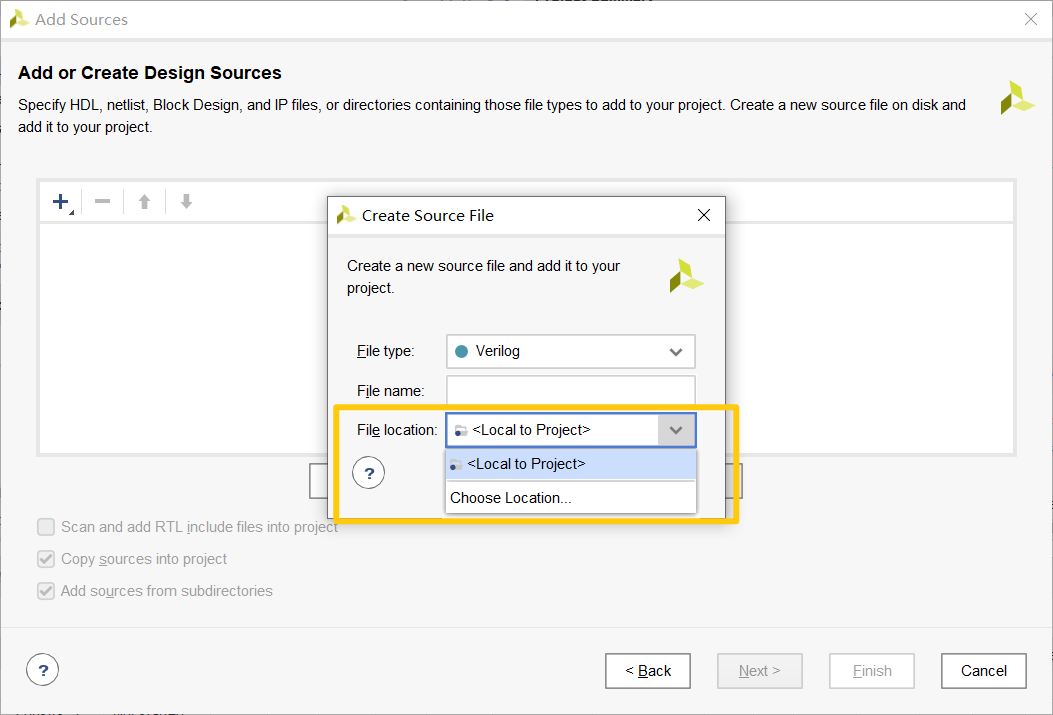 Add Sources
Add or Create Design Sources
Specify HDL, netlist, Block Design, and IP files, or directories containing those file types to add to your project. Create a new source file on disk and
add it to your project.
Create Source File
Create a new source file and add it to your
project.
File type:
Verilog
File name:
File location:
<Local to Project>
<Local to Project>
?
Choose Location...
Scan and add RTL include files into project
Copy sources into project
Add sources from subdirectories
?
< Back
Next >
Finish
Cancel